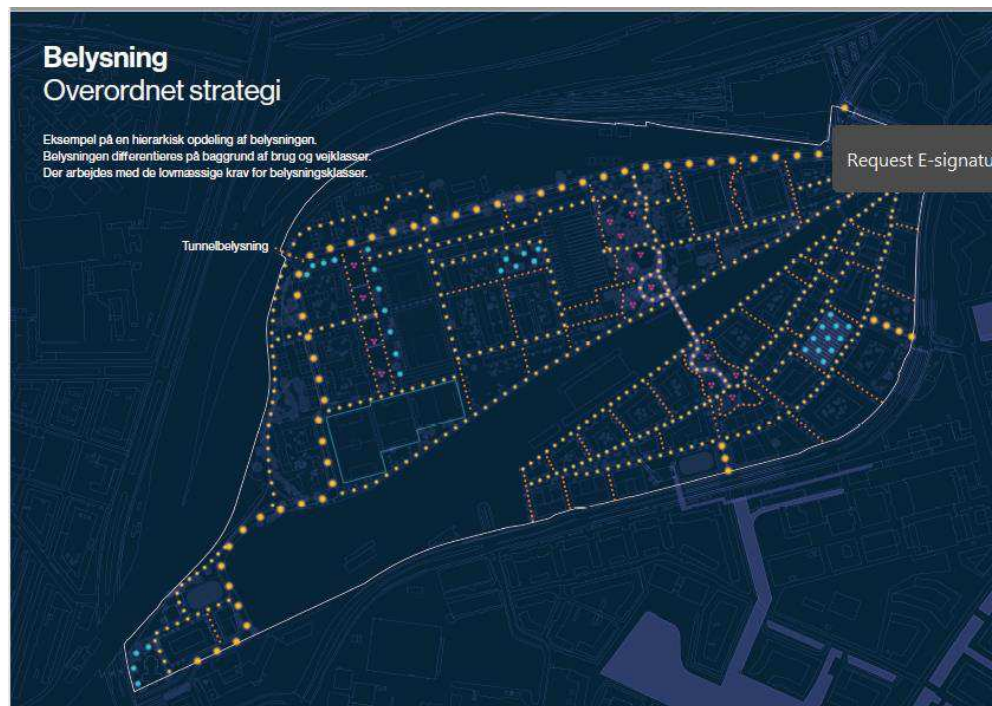 Belysning
Overordnet strategi
Eksempel på en hierarkisk opdeling af belysningen.
Belysningen differentieres på baggrund af brug og vejklasser.
Der arbejdes med de lovmæssige krav for belysningsklasser.
Request E-signatu
Tunnelbelysning